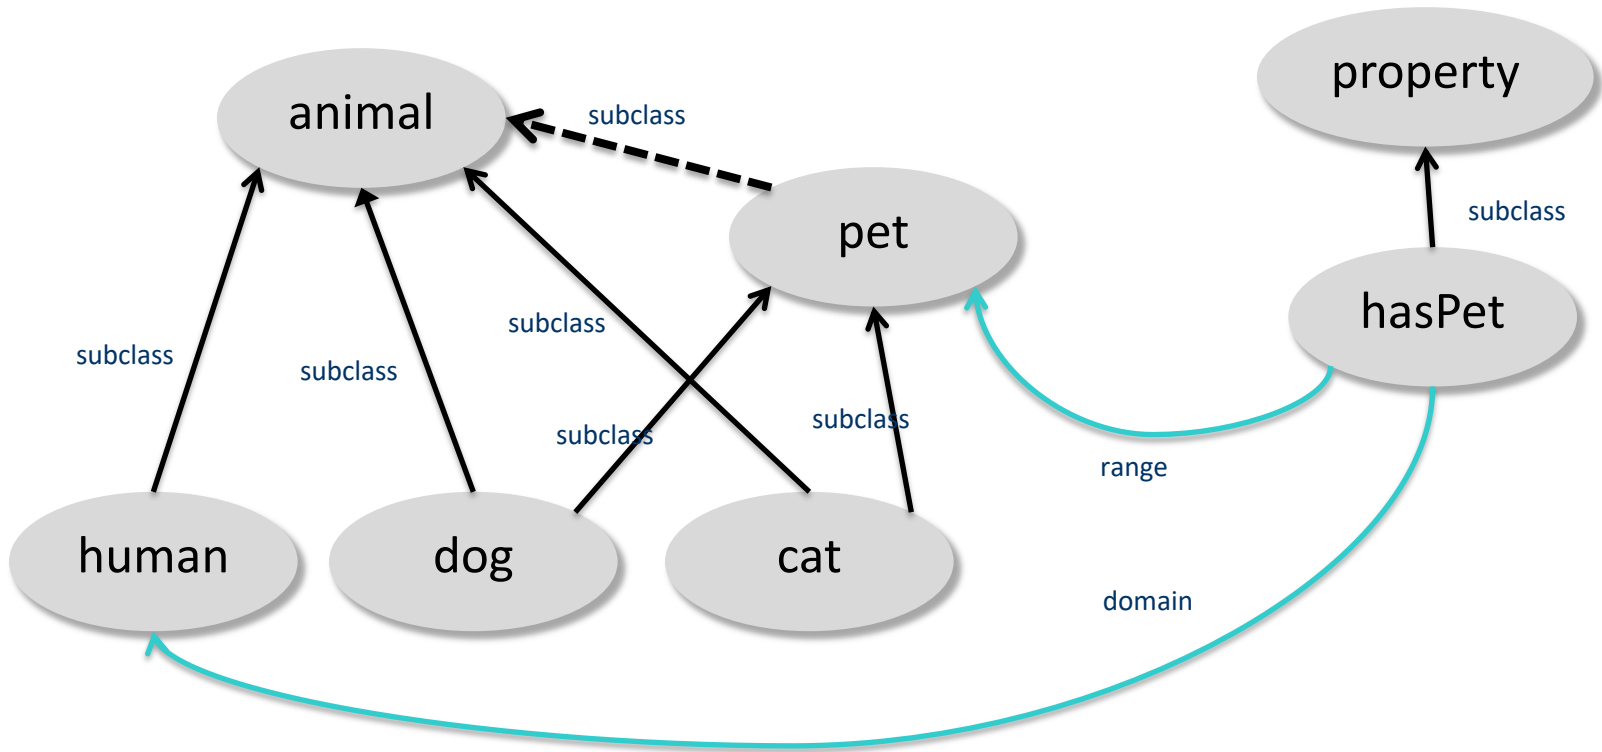 property
animal
subclass
subclass
pet
hasPet
subclass
subclass
subclass
subclass
subclass
range
human
dog
cat
domain